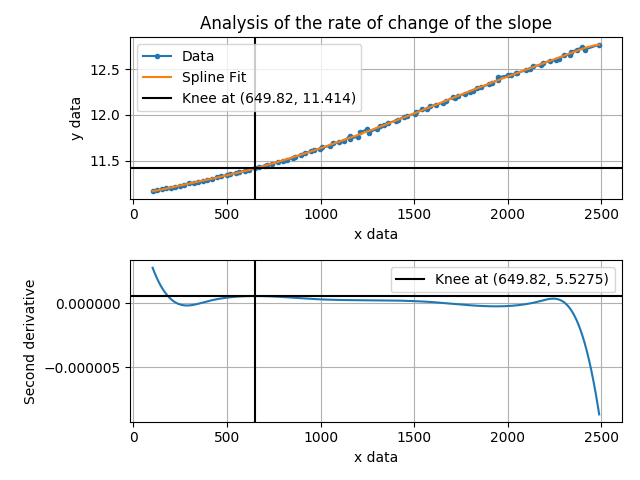 Analysis of the rate of change of the slope
Data
Spline Fit
Knee at (649.82, 11.414)
y data
12.5
12.0
11.5
0 500 1000 1500 2000 2500
x data
Knee at (649.82, 5.5275)
Second derivative
0.000000
−0.000005
0 500 1000 1500 2000 2500
x data